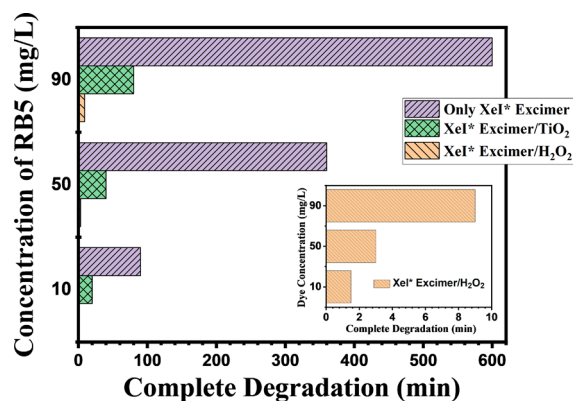 Concentration of RB5 (mg/L)
90
50
10
Only XeI* Excimer
XeI* Excimer/TiO₂
XeI* Excimer/H₂O₂
Dye Concentration (mg/L)
90
50
10
XeI* Excimer/H₂O₂
0 2 4 6 8 10
Complete Degradation (min)
0 100 200 300 400 500 600
Complete Degradation (min)